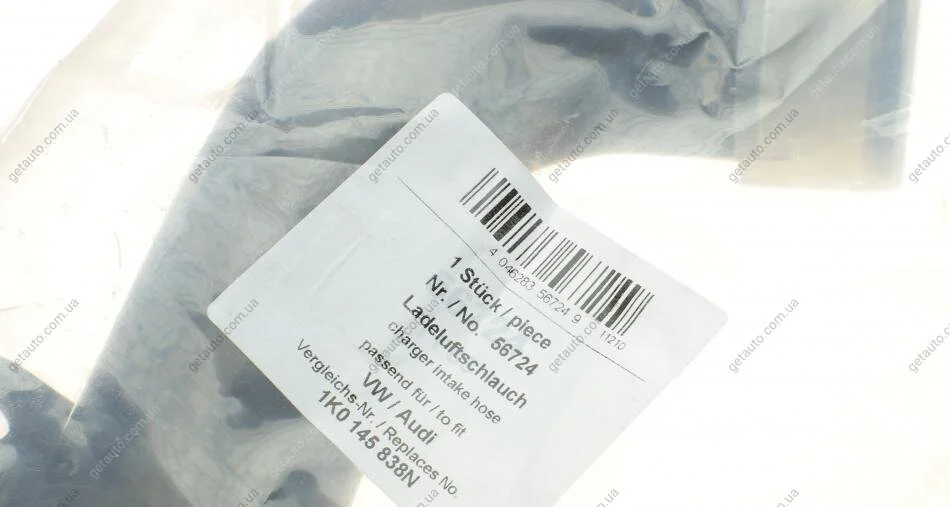 4 046283 56724 9
11210
1 Stück / piece
Nr. / No. 56724
Ladeluftschlauch
charger intake hose
passend für / to fit
VW / Audi
Vergleichs-Nr. / Replaces No.
1K0 145 838N
getauto.com.ua